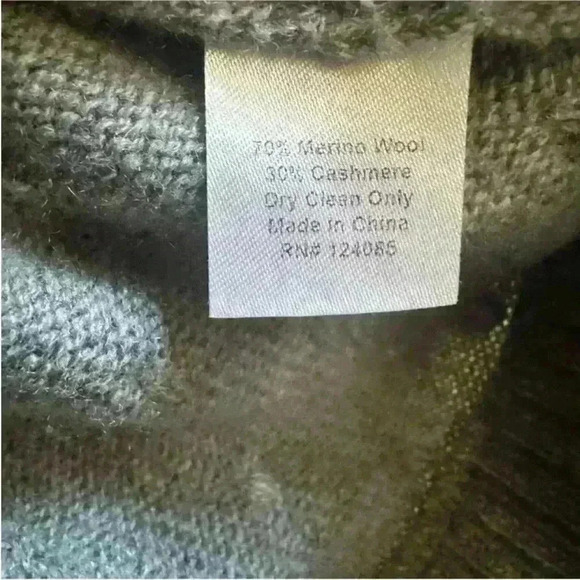 70% Merino Wool
30% Cashmere
Dry Clean Only
Made In China
RN# 124085